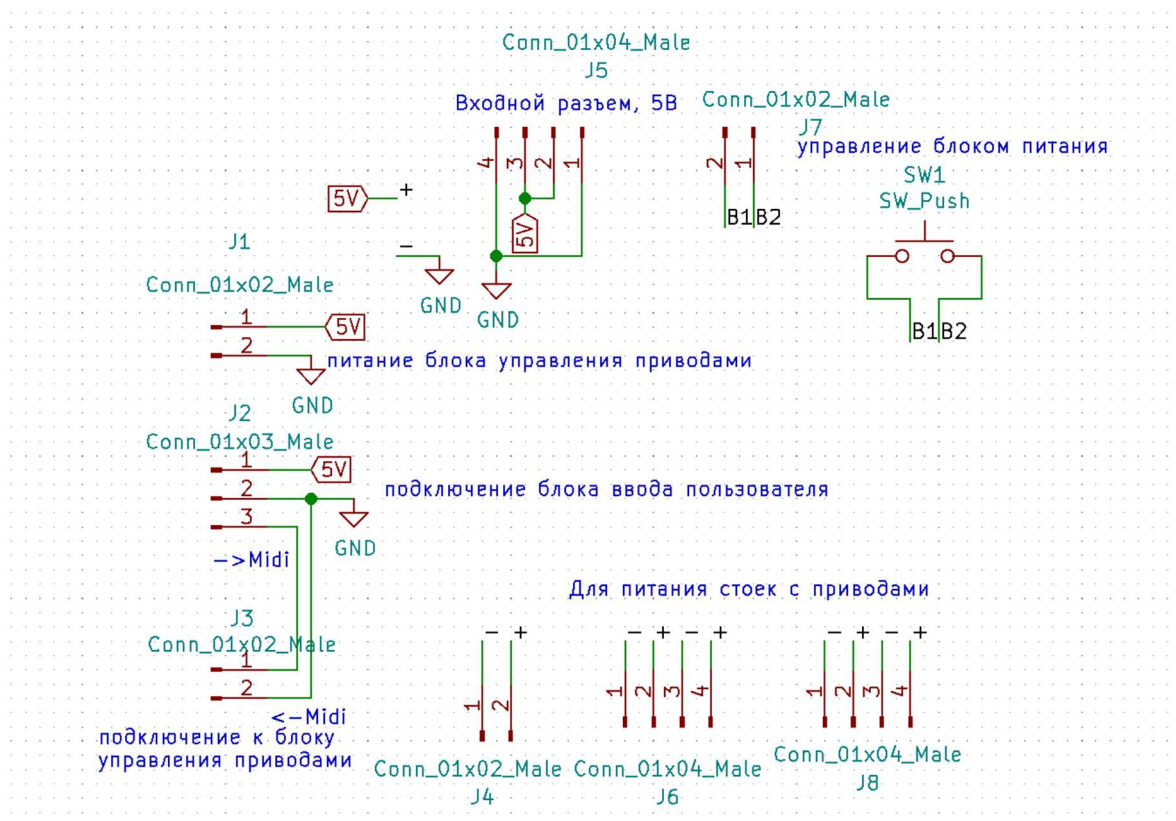 Conn_01x04_Male
J5
Входной разъем, 5В
4
3
2
1
5V
Conn_01x02_Male
J7
управление блоком питания
2
1
B1
B2
SW1
SW_Push
B1
B2
5V
+
−
GND
GND
J1
Conn_01x02_Male
1
5V
2
питание блока управления приводами
GND
J2
Conn_01x03_Male
1
5V
2
подключение блока ввода пользователя
3
GND
−>Midi
J3
Conn_01x02_Male
1
2
<−Midi
подключение к блоку
управления приводами
Для питания стоек с приводами
− +
1
2
Conn_01x02_Male
J4
− + − +
1
2
3
4
Conn_01x04_Male
J6
− + − +
1
2
3
4
Conn_01x04_Male
J8